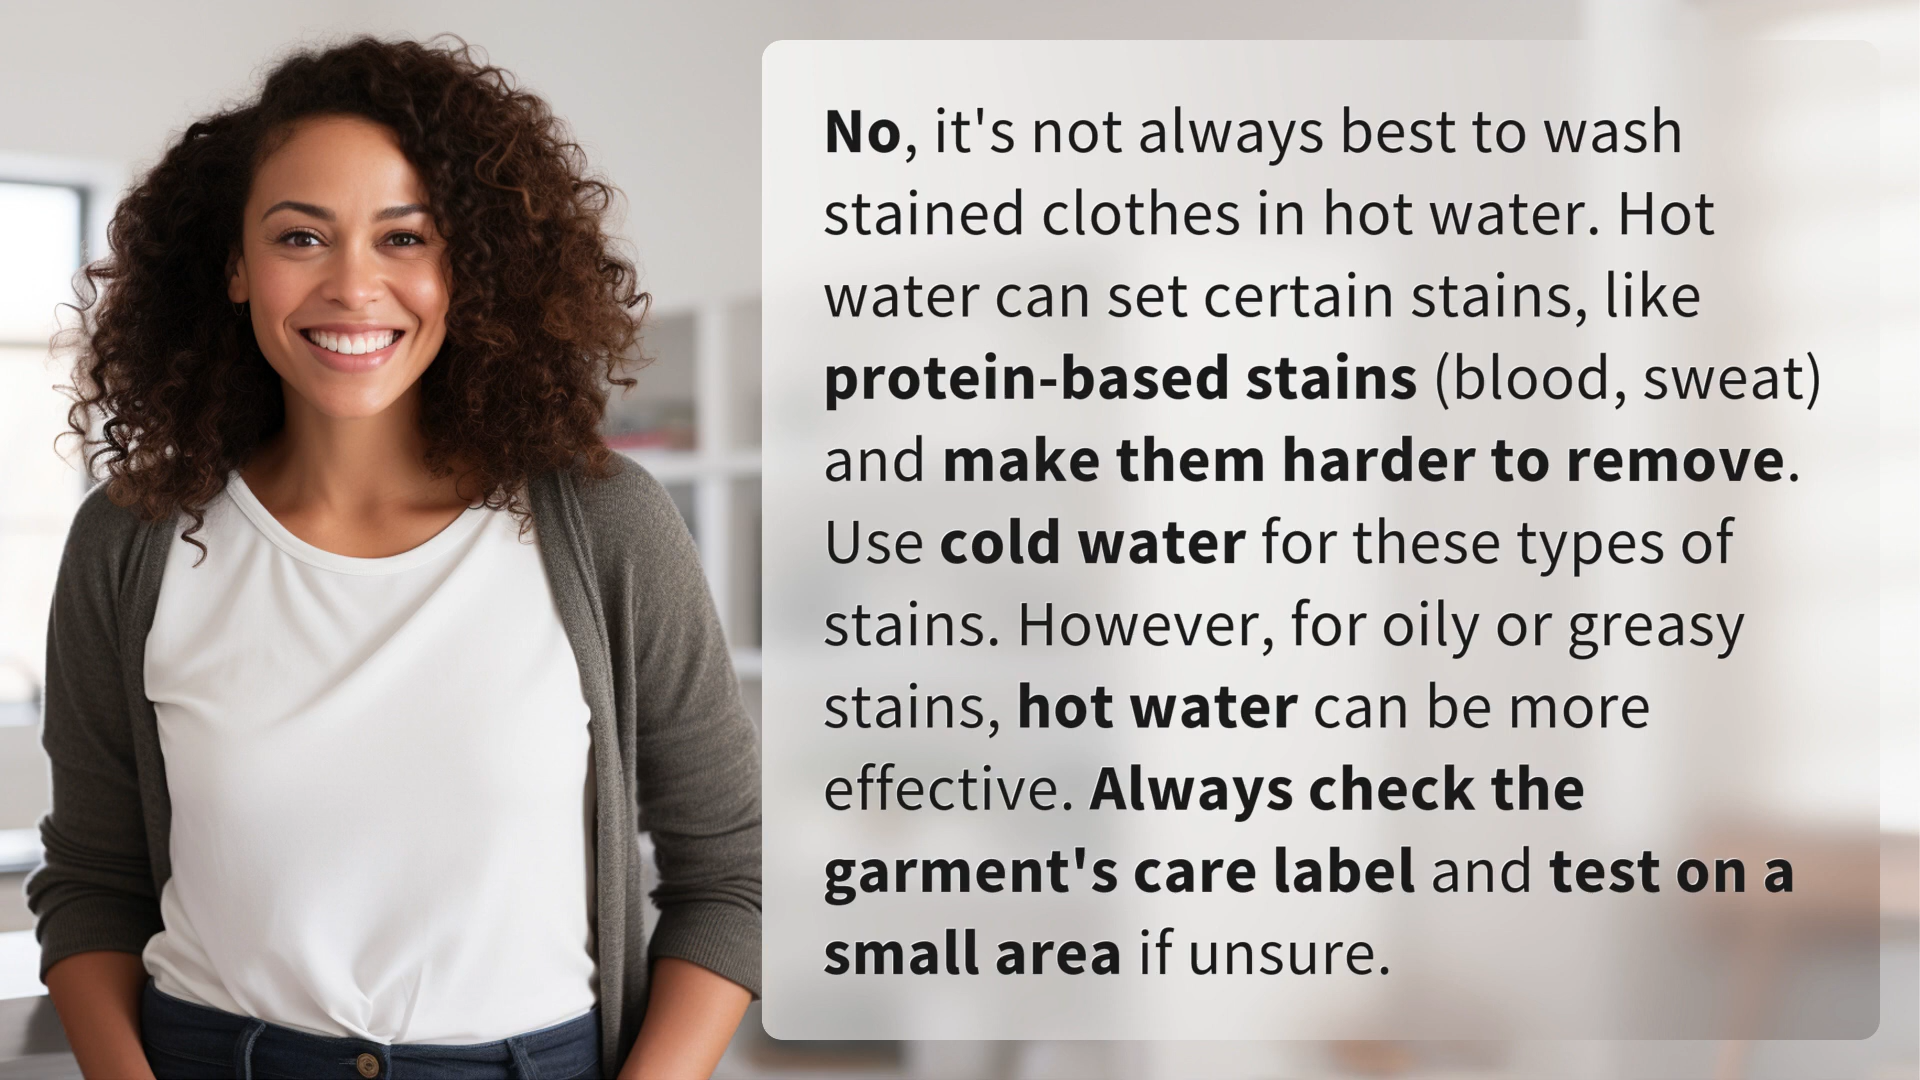 No, it's not always best to wash
stained clothes in hot water. Hot
water can set certain stains, like
protein-based stains (blood, sweat)
and make them harder to remove.
Use cold water for these types of
stains. However, for oily or greasy
stains, hot water can be more
effective. Always check the
garment's care label and test on a
small area if unsure.